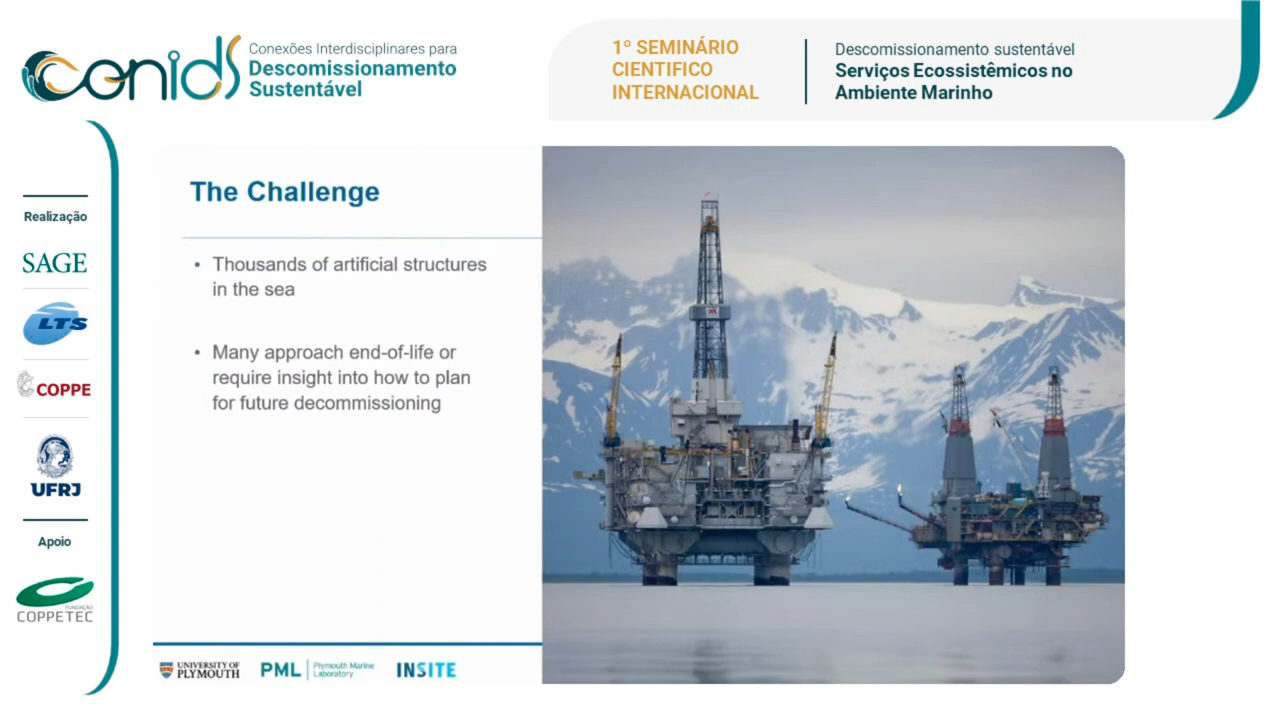 conids
Conexões Interdisciplinares para
Descomissionamento
Sustentável
1º SEMINÁRIO
CIENTIFICO
INTERNACIONAL
Descomissionamento sustentável
Serviços Ecossistêmicos no
Ambiente Marinho
Realização
SAGE
LTS
COPPE
UFRJ
Apoio
FUNDAÇÃO
COPPETEC
The Challenge
• Thousands of artificial structures
in the sea
• Many approach end-of-life or
require insight into how to plan
for future decommissioning
UNIVERSITY OF
PLYMOUTH
PML
Plymouth Marine
Laboratory
INSITE